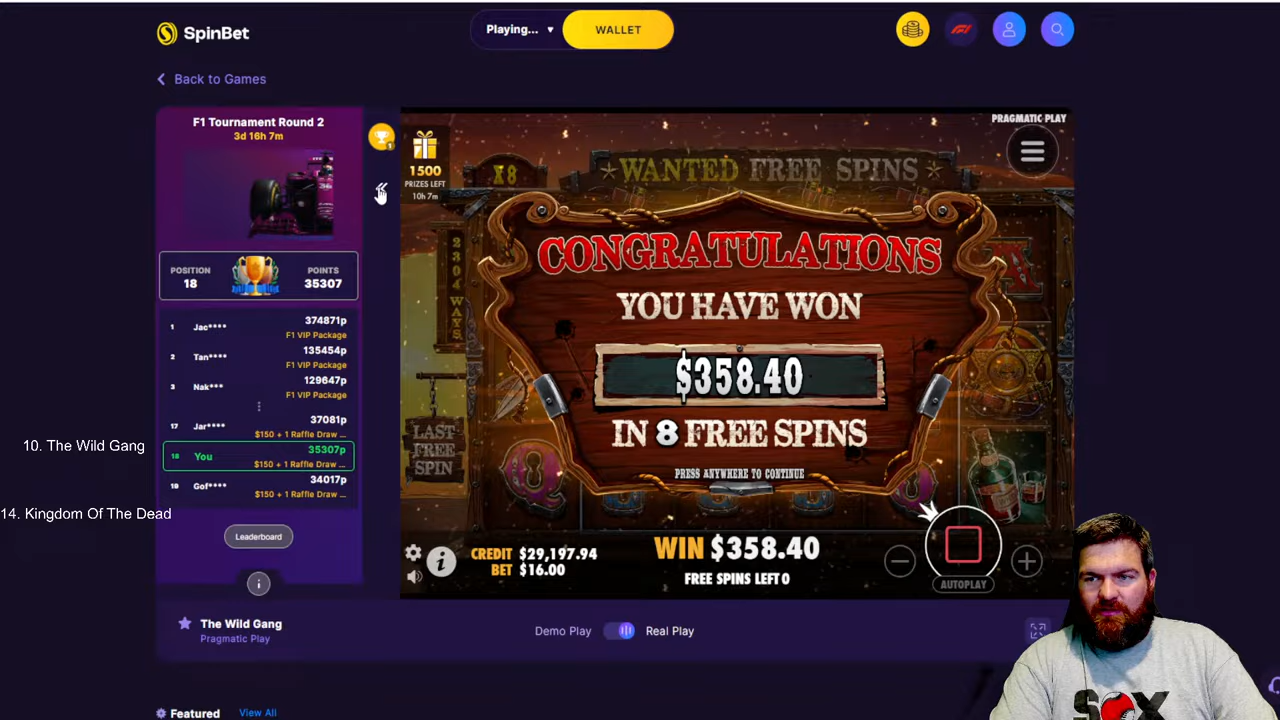 SpinBet
Playing...
WALLET
Back to Games
F1 Tournament Round 2
3d 16h 7m
POSITION
18
POINTS
35307
1 Jac**** 374871p
F1 VIP Package
2 Tan**** 135454p
F1 VIP Package
3 Nak*** 129647p
F1 VIP Package
17 Jar**** 37081p
$150 + 1 Raffle Draw ...
18 You 35307p
$150 + 1 Raffle Draw ...
19 Gof**** 34017p
$150 + 1 Raffle Draw ...
Leaderboard
10. The Wild Gang
14. Kingdom Of The Dead
PRAGMATIC PLAY
1500
PRIZES LEFT
10h 7m
X8
WANTED FREE SPINS
2304 WAYS
CONGRATULATIONS
YOU HAVE WON
$358.40
IN 8 FREE SPINS
PRESS ANYWHERE TO CONTINUE
LAST
FREE
SPIN
CREDIT $29,197.94
BET $16.00
WIN $358.40
FREE SPINS LEFT 0
AUTOPLAY
The Wild Gang
Pragmatic Play
Demo Play
Real Play
Featured
View All
SOX